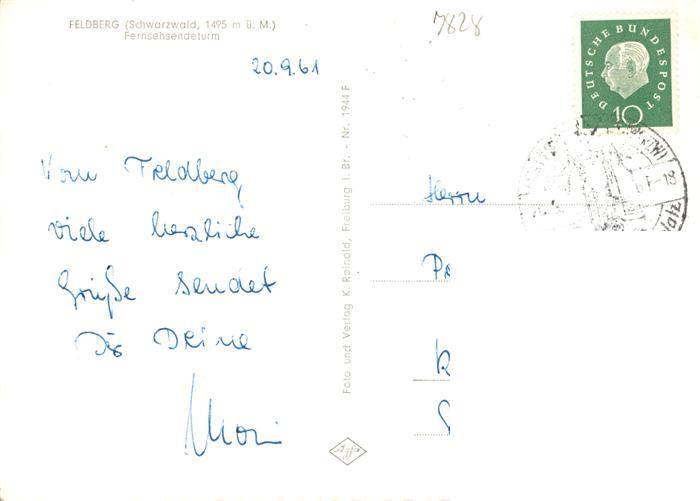 FELDBERG (Schwarzwald, 1495 m ü. M.)
Fernsehsendeturm
7828
20.9.61
DEUTSCHE BUNDESPOST
10
Vom Feldberg
viele herzliche
Grüße sendet
Dir Deine
Foto und Verlag K. Reinold, Freiburg i. Br. - Nr. 1944 F
Herrn
Agfa